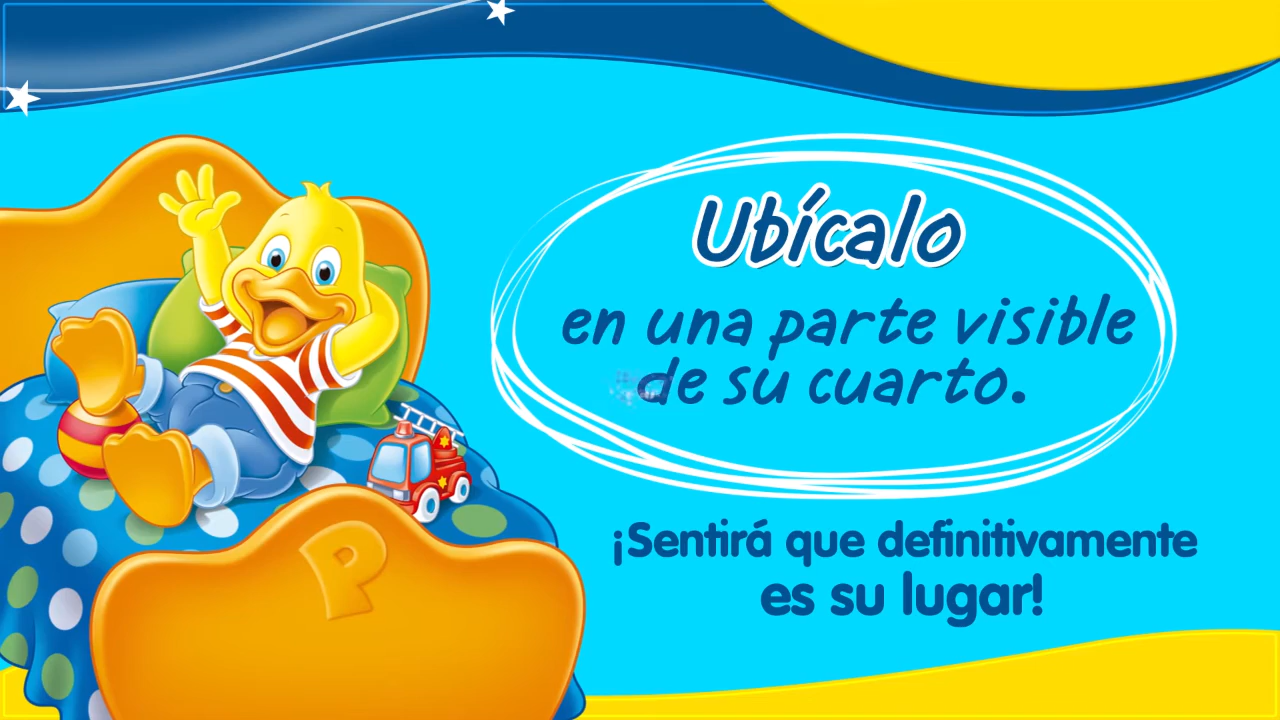 Ubícalo
en una parte visible
de su cuarto.
¡Sentirá que definitivamente
es su lugar!
P